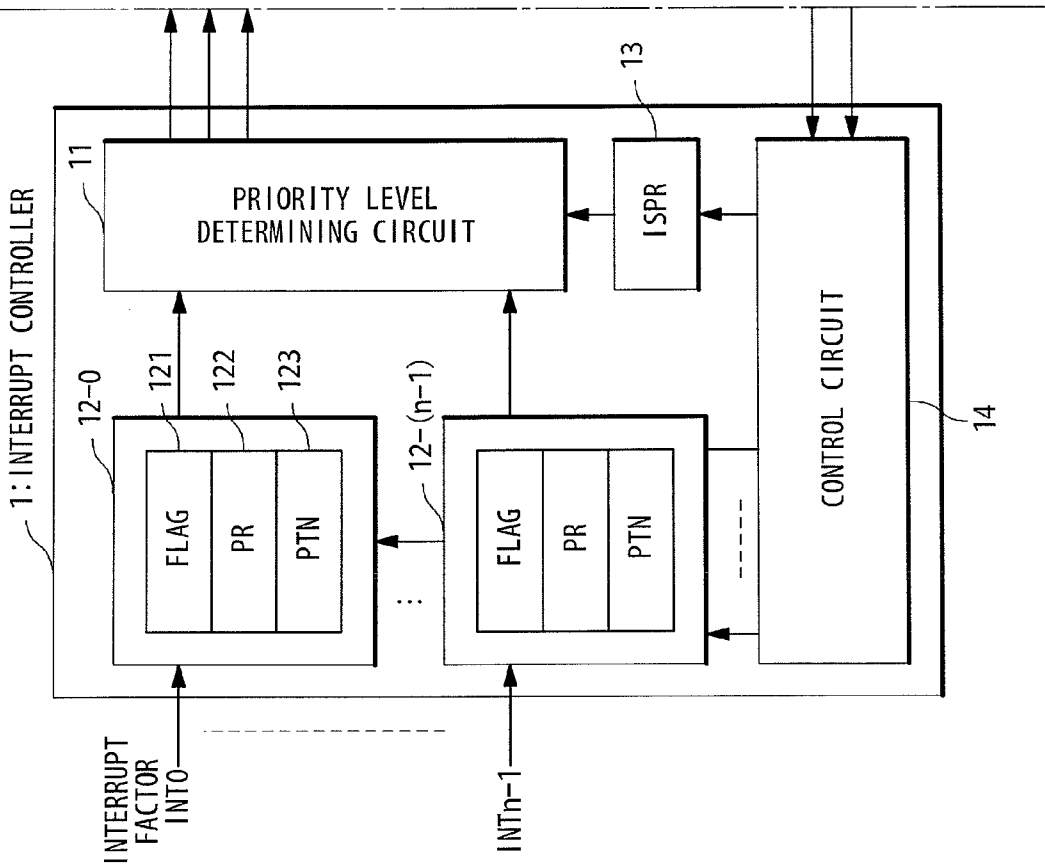 1:INTERRUPT CONTROLLER
11
PRIORITY LEVEL
DETERMINING CIRCUIT
13
ISPR
12-0
121
122
123
FLAG
PR
PTN
12-(n-1)
FLAG
PR
PTN
CONTROL CIRCUIT
14
INTERRUPT
FACTOR
INT0
INTn-1
...